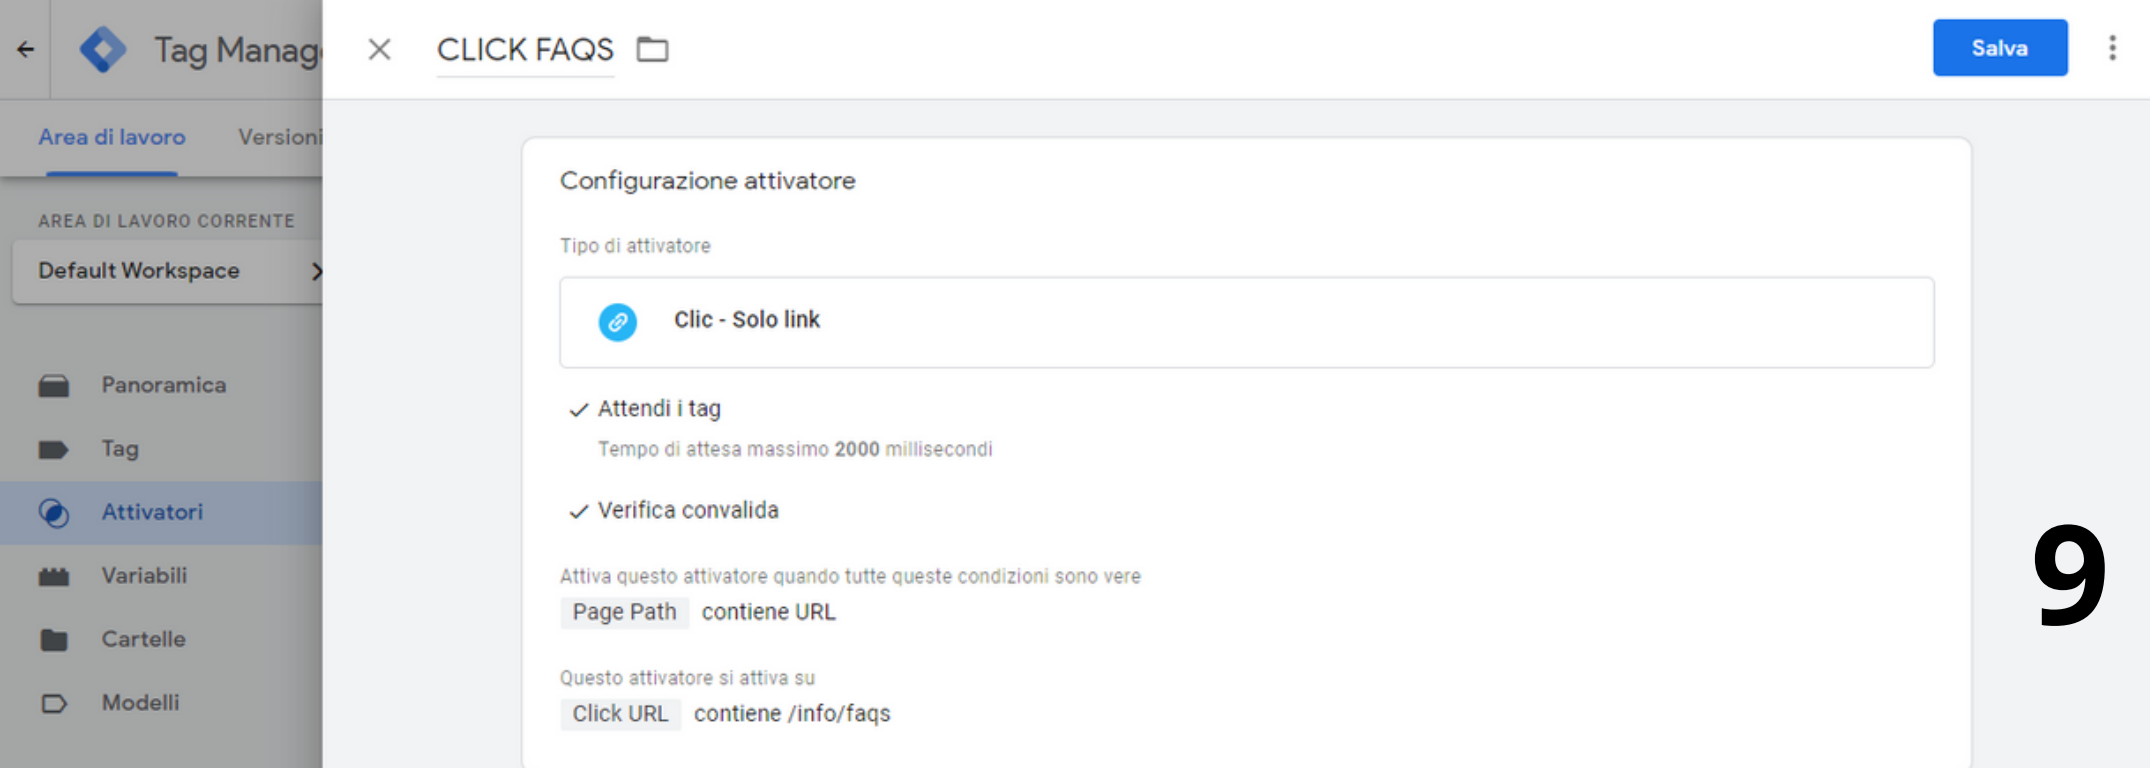 Tag Manag
CLICK FAQS
Salva
Area di lavoro
Versioni
AREA DI LAVORO CORRENTE
Default Workspace
Panoramica
Tag
Attivatori
Variabili
Cartelle
Modelli
Configurazione attivatore
Tipo di attivatore
Clic - Solo link
Attendi i tag
Tempo di attesa massimo 2000 millisecondi
Verifica convalida
Attiva questo attivatore quando tutte queste condizioni sono vere
Page Path contiene URL
Questo attivatore si attiva su
Click URL contiene /info/faqs
9